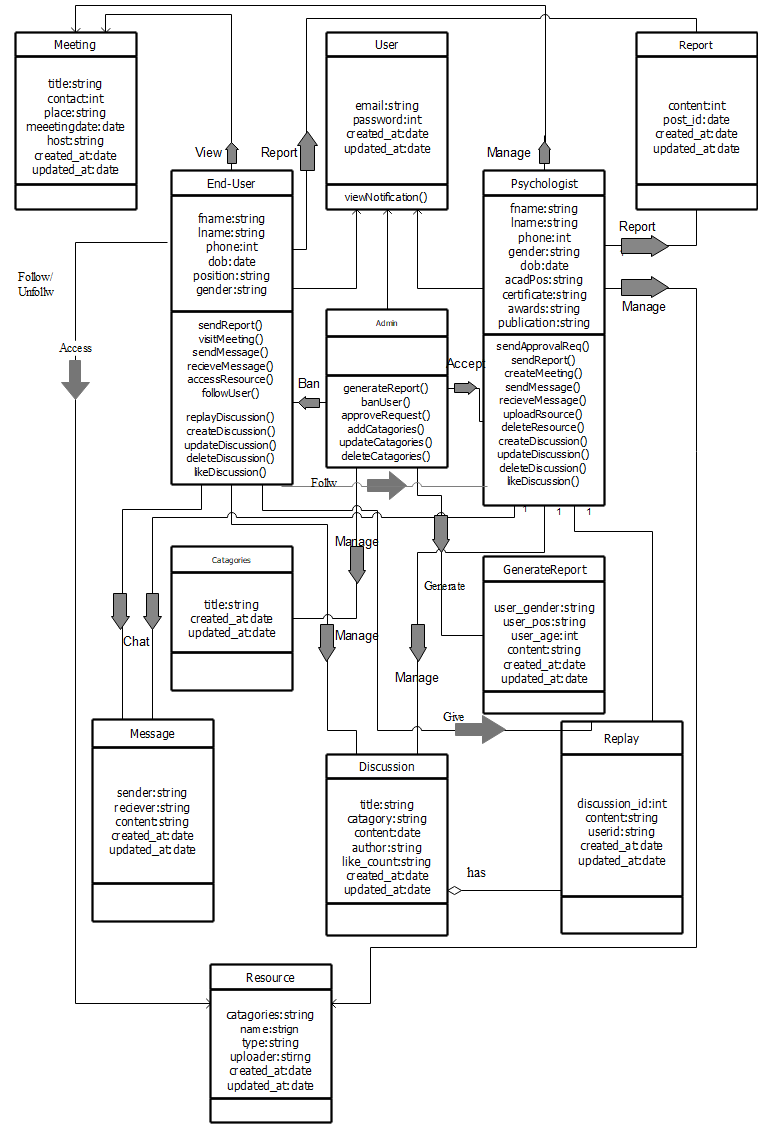 Meeting
title:string
contact:int
place:string
meeetingdate:date
host:string
created_at:date
updated_at:date
User
email:string
password:int
created_at:date
updated_at:date
viewNotification()
Report
content:int
post_id:date
created_at:date
updated_at:date
View
Report
Manage
End-User
fname:string
lname:string
phone:int
dob:date
position:string
gender:string
sendReport()
visitMeeting()
sendMessage()
recieveMessage()
accessResource()
followUser()
replayDiscussion()
createDiscussion()
updateDiscussion()
deleteDiscussion()
likeDiscussion()
Psychologist
fname:string
lname:string
phone:int
gender:string
dob:date
acadPos:string
certificate:string
awards:string
publication:string
sendApprovalReq()
sendReport()
createMeeting()
sendMessage()
recieveMessage()
uploadRsource()
deleteResource()
createDiscussion()
updateDiscussion()
deleteDiscussion()
likeDiscussion()
Report
Manage
Follow/
Unfollw
Access
Admin
generateReport()
banUser()
approveRequest()
addCatagories()
updateCatagories()
deleteCatagories()
Ban
Accept
Follw
1
1
1
Manage
Generate
Catagories
title:string
created_at:date
updated_at:date
GenerateReport
user_gender:string
user_pos:string
user_age:int
content:string
created_at:date
updated_at:date
Chat
Manage
Manage
Give
Message
sender:string
reciever:string
content:string
created_at:date
updated_at:date
Discussion
title:string
catagory:string
content:date
author:string
like_count:string
created_at:date
updated_at:date
has
Replay
discussion_id:int
content:string
userid:string
created_at:date
updated_at:date
Resource
catagories:string
name:strign
type:string
uploader:stirng
created_at:date
updated_at:date